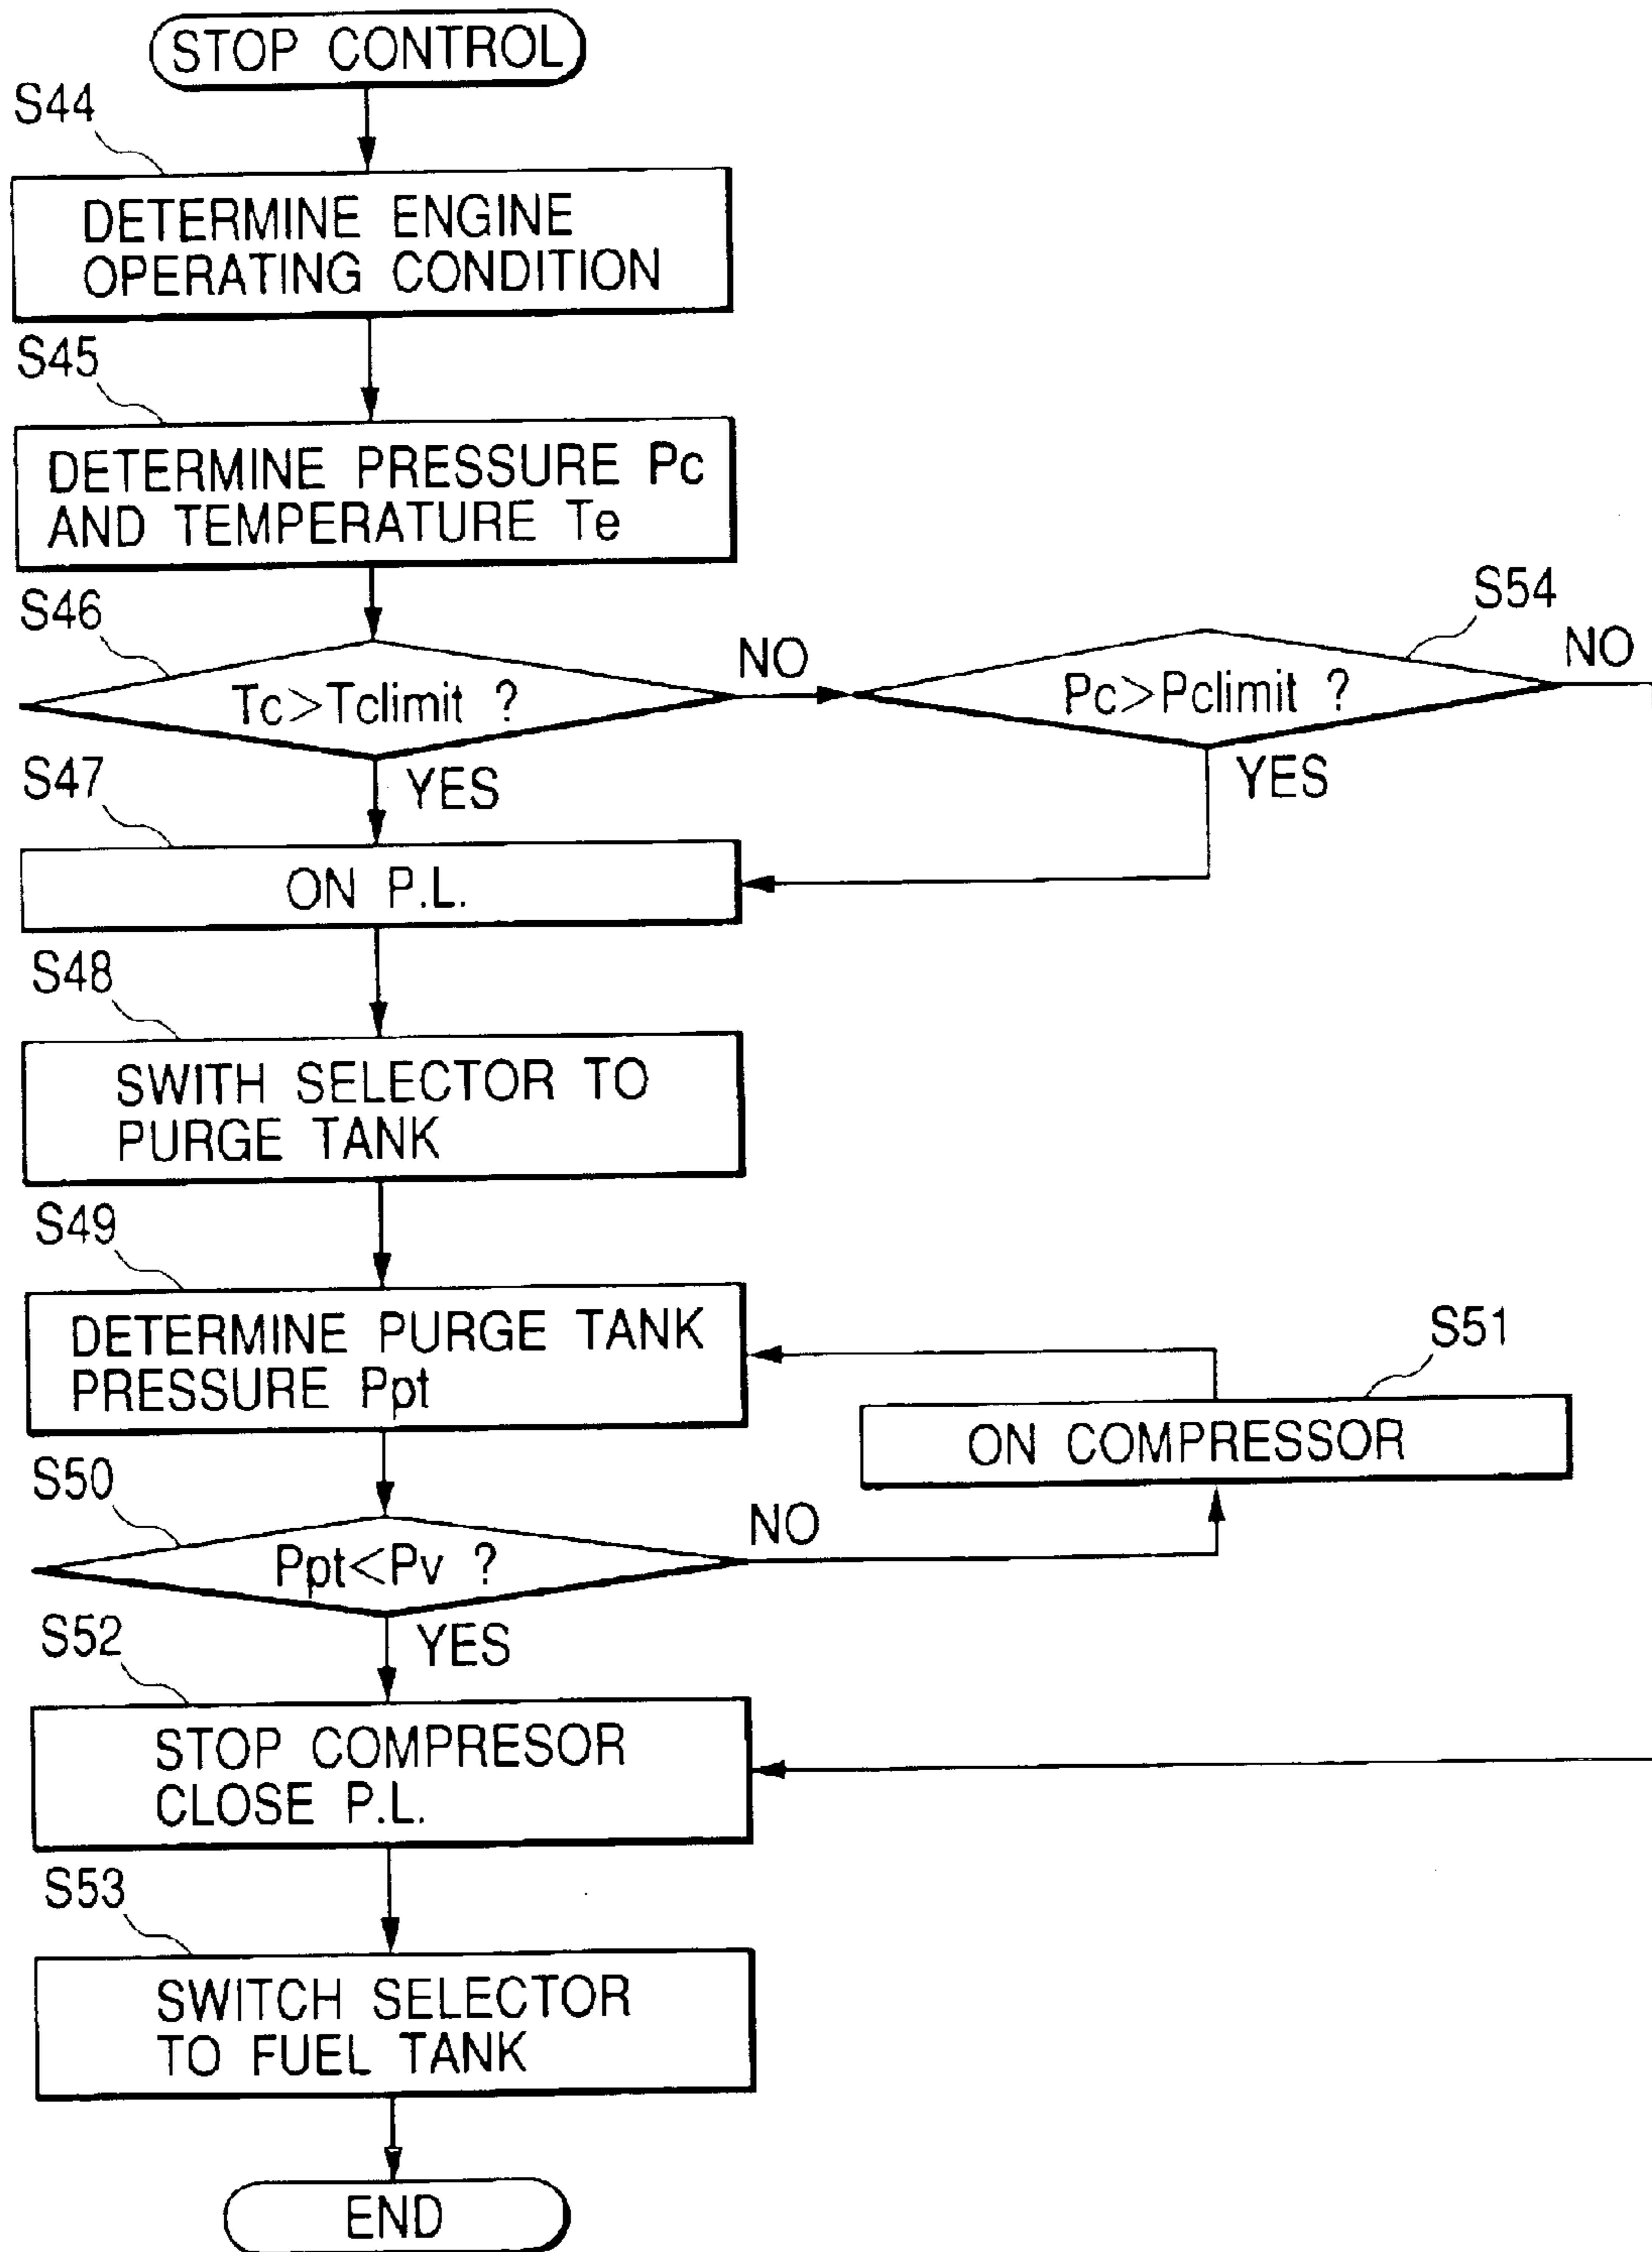 STOP CONTROL
S44
DETERMINE ENGINE
OPERATING CONDITION
S45
DETERMINE PRESSURE Pc
AND TEMPERATURE Te
S46
Tc>Tclimit ?
NO
S54
Pc>Pclimit ?
NO
YES
YES
S47
ON P.L.
S48
SWITH SELECTOR TO
PURGE TANK
S49
DETERMINE PURGE TANK
PRESSURE Ppt
S51
ON COMPRESSOR
S50
Ppt<Pv ?
NO
YES
S52
STOP COMPRESOR
CLOSE P.L.
S53
SWITCH SELECTOR
TO FUEL TANK
END